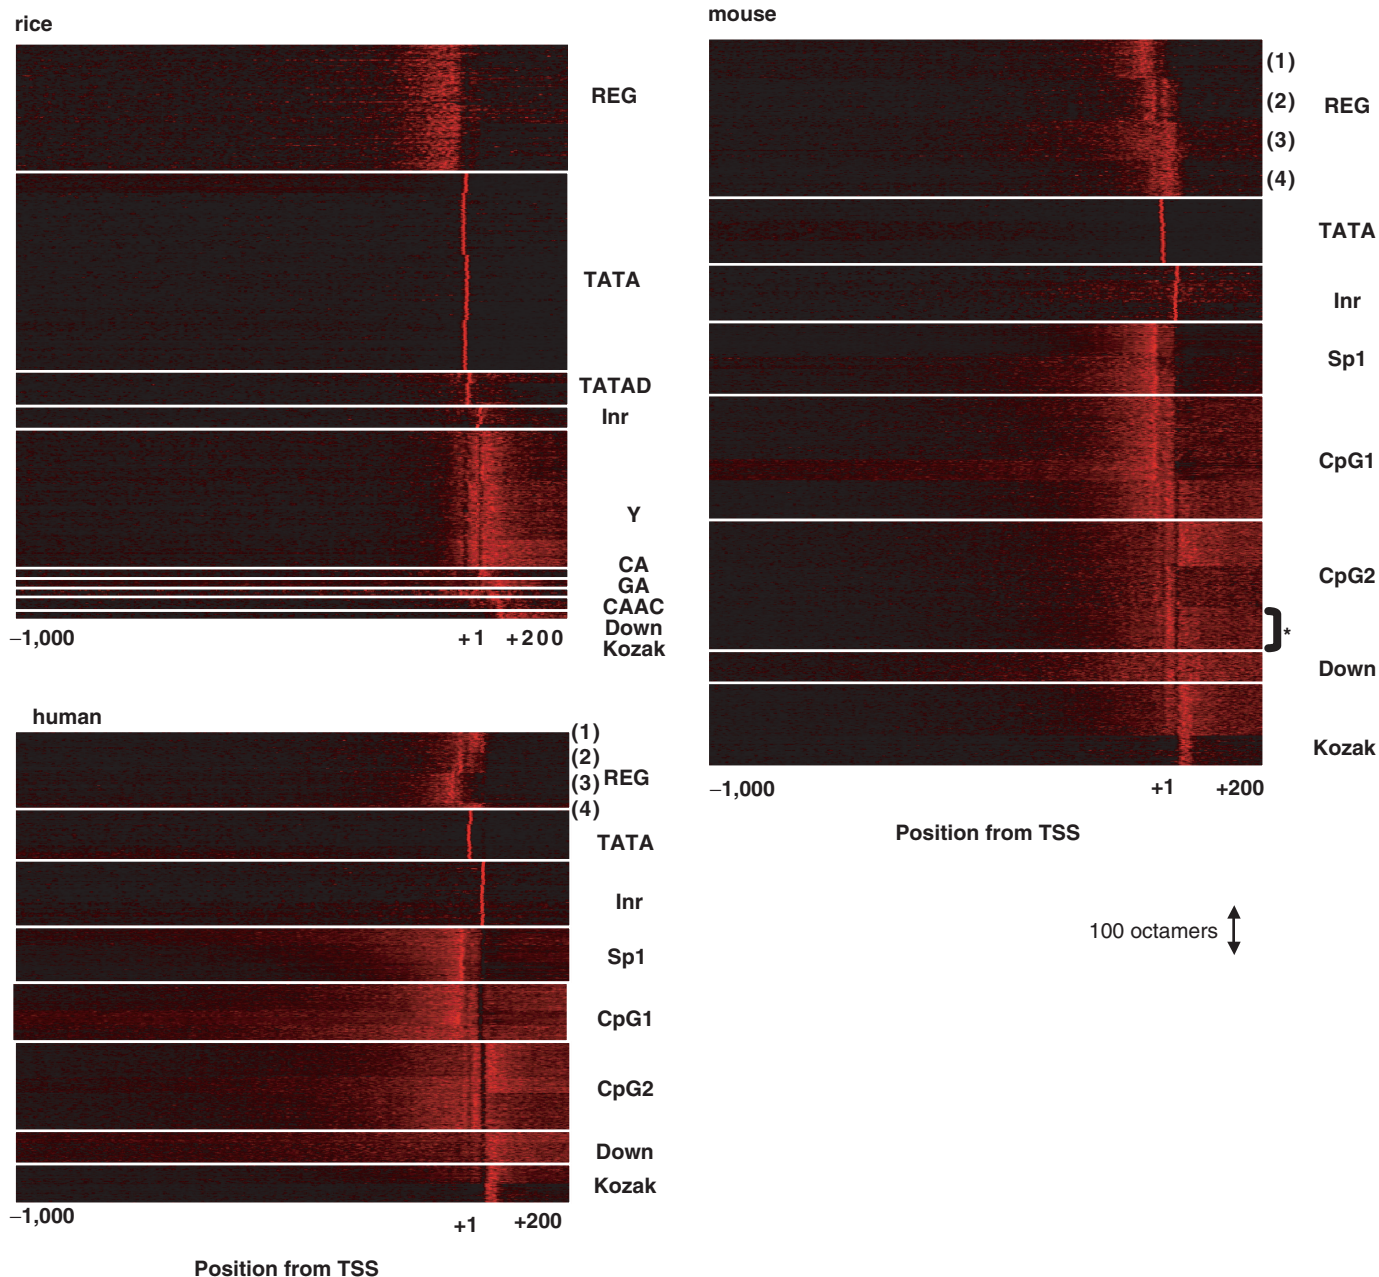 rice
REG
TATA
TATAD
Inr
Y
CA
GA
CAAC
Down
Kozak
–1,000 +1 +200
human
(1)
(2)
(3) REG
(4)
TATA
Inr
Sp1
CpG1
CpG2
Down
Kozak
–1,000 +1 +200
Position from TSS
mouse
(1)
(2) REG
(3)
(4)
TATA
Inr
Sp1
CpG1
CpG2
*
Down
Kozak
–1,000 +1 +200
Position from TSS
100 octamers